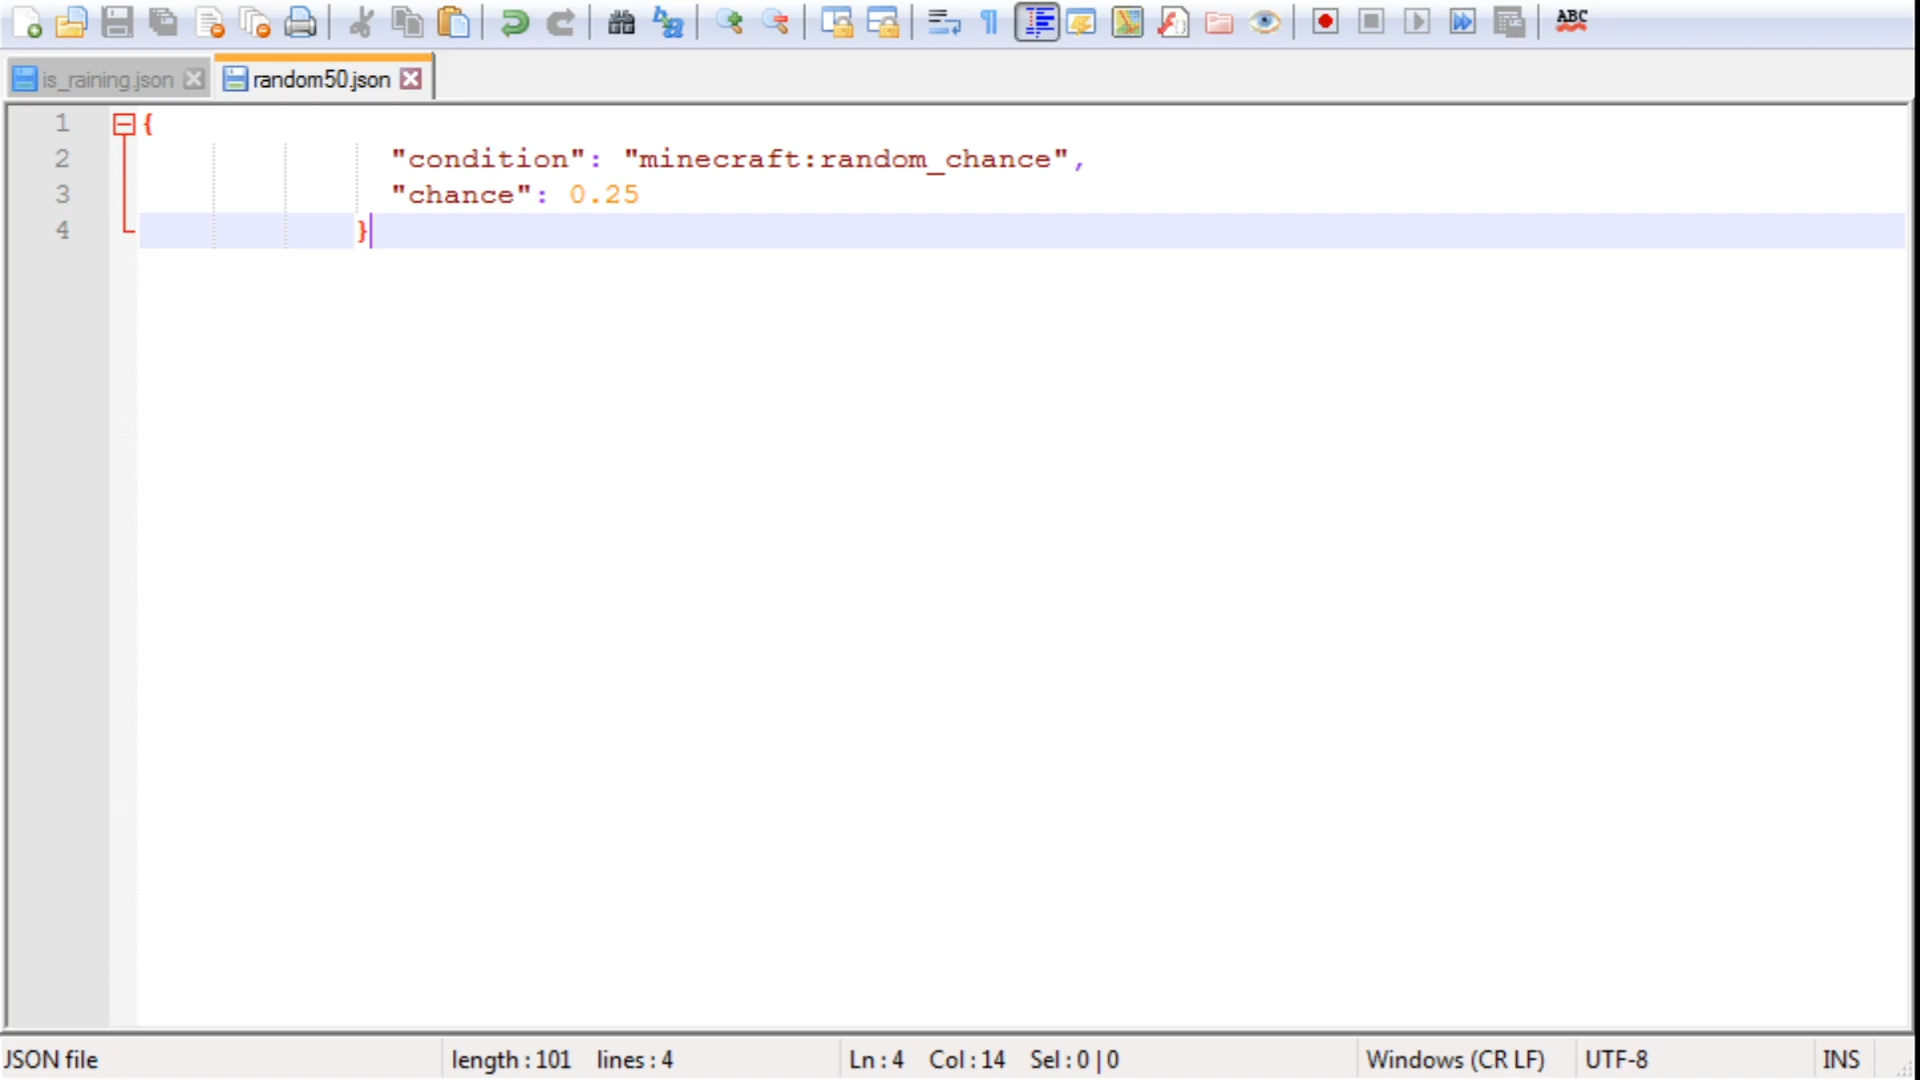 ABC
is_raining.json random50.json
1 {
2 "condition": "minecraft:random_chance",
3 "chance": 0.25
4 }
JSON file length : 101 lines : 4 Ln : 4 Col : 14 Sel : 0 | 0 Windows (CR LF) UTF-8 INS